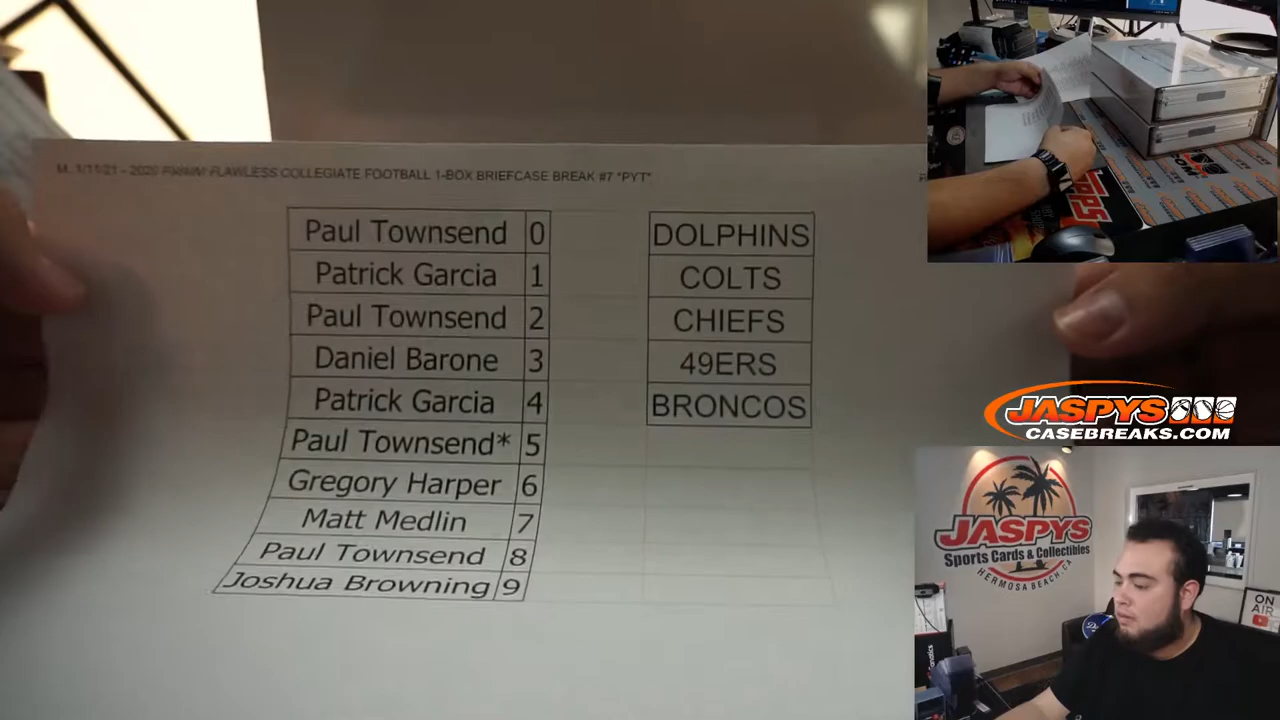 M. 1/11/21 - 2020 FLAWLESS COLLEGIATE FOOTBALL 1-BOX BRIEFCASE BREAK #7 *PYT*
Paul Townsend 0 DOLPHINS
Patrick Garcia 1 COLTS
Paul Townsend 2 CHIEFS
Daniel Barone 3 49ERS
Patrick Garcia 4 BRONCOS
Paul Townsend* 5
Gregory Harper 6
Matt Medlin 7
Paul Townsend 8
Joshua Browning 9
Topps
JASPYS
CASEBREAKS.COM
JASPYS
Sports Cards & Collectibles
HERMOSA BEACH, CA
ON
AIR
Fanatics